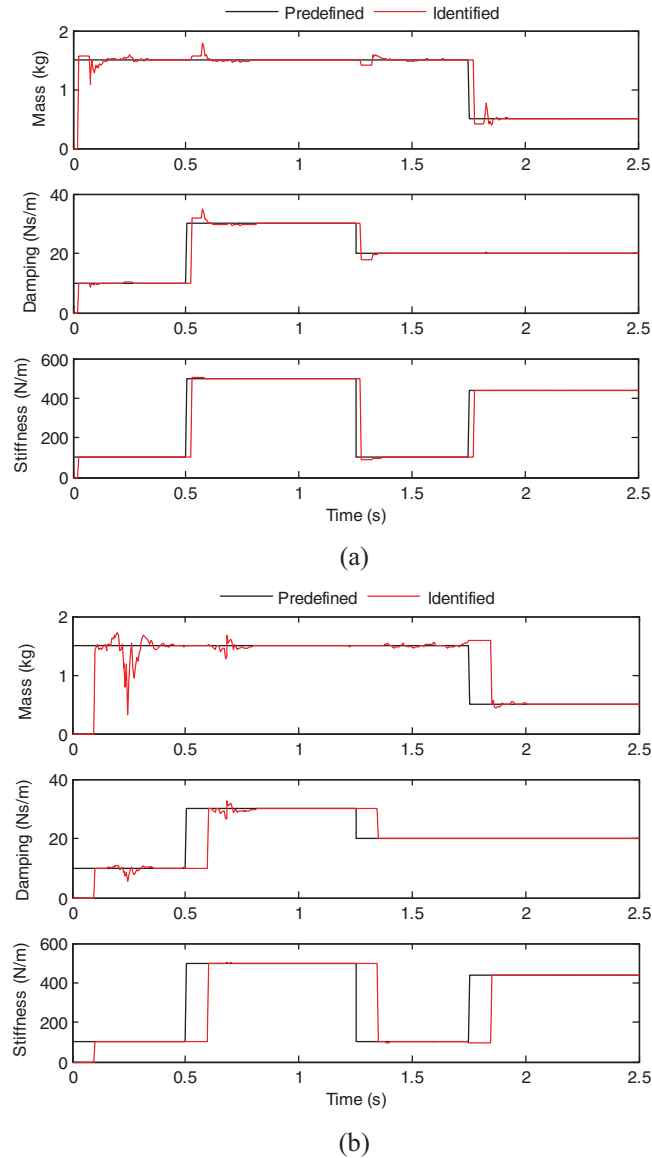 Predefined Identified
2
1
0
Mass (kg)
0 0.5 1 1.5 2 2.5
40
20
0
Damping (Ns/m)
0 0.5 1 1.5 2 2.5
600
400
200
0
Stiffness (N/m)
0 0.5 1 1.5 2 2.5
Time (s)
(a)
Predefined Identified
2
1
0
Mass (kg)
0 0.5 1 1.5 2 2.5
40
20
0
Damping (Ns/m)
0 0.5 1 1.5 2 2.5
600
400
200
0
Stiffness (N/m)
0 0.5 1 1.5 2 2.5
Time (s)
(b)